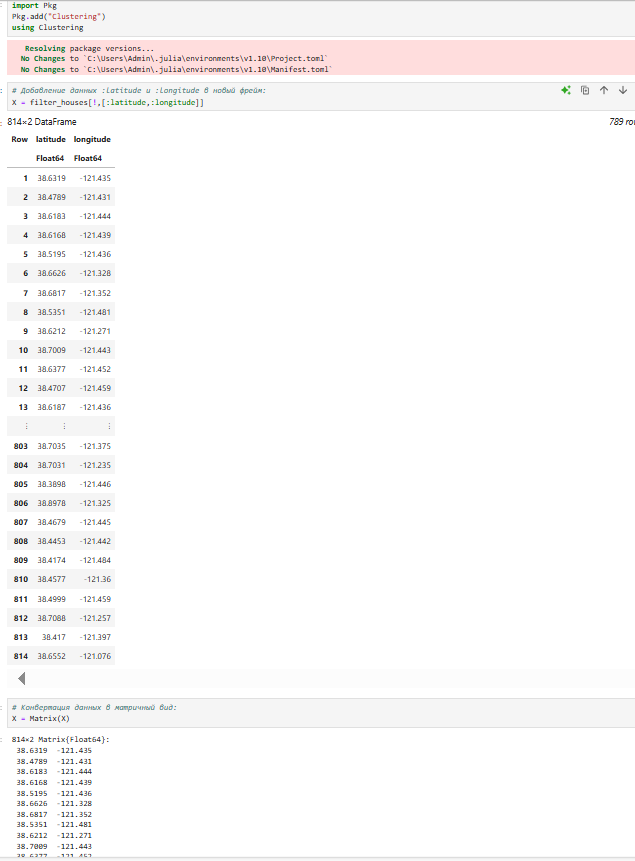 import Pkg
Pkg.add("Clustering")
using Clustering
Resolving package versions...
No Changes to `C:\Users\Admin\.julia\environments\v1.10\Project.toml`
No Changes to `C:\Users\Admin\.julia\environments\v1.10\Manifest.toml`
# Добавление данных :latitude и :longitude в новый фрейм:
X = filter_houses[!,[:latitude,:longitude]]
814×2 DataFrame 789 ro
Row latitude longitude
Float64 Float64
1 38.6319 -121.435
2 38.4789 -121.431
3 38.6183 -121.444
4 38.6168 -121.439
5 38.5195 -121.436
6 38.6626 -121.328
7 38.6817 -121.352
8 38.5351 -121.481
9 38.6212 -121.271
10 38.7009 -121.443
11 38.6377 -121.452
12 38.4707 -121.459
13 38.6187 -121.436
⋮ ⋮ ⋮
803 38.7035 -121.375
804 38.7031 -121.235
805 38.3898 -121.446
806 38.8978 -121.325
807 38.4679 -121.445
808 38.4453 -121.442
809 38.4174 -121.484
810 38.4577 -121.36
811 38.4999 -121.459
812 38.7088 -121.257
813 38.417 -121.397
814 38.6552 -121.076
# Конвертация данных в матричный вид:
X = Matrix(X)
814×2 Matrix{Float64}:
38.6319 -121.435
38.4789 -121.431
38.6183 -121.444
38.6168 -121.439
38.5195 -121.436
38.6626 -121.328
38.6817 -121.352
38.5351 -121.481
38.6212 -121.271
38.7009 -121.443
38.6377 -121.452